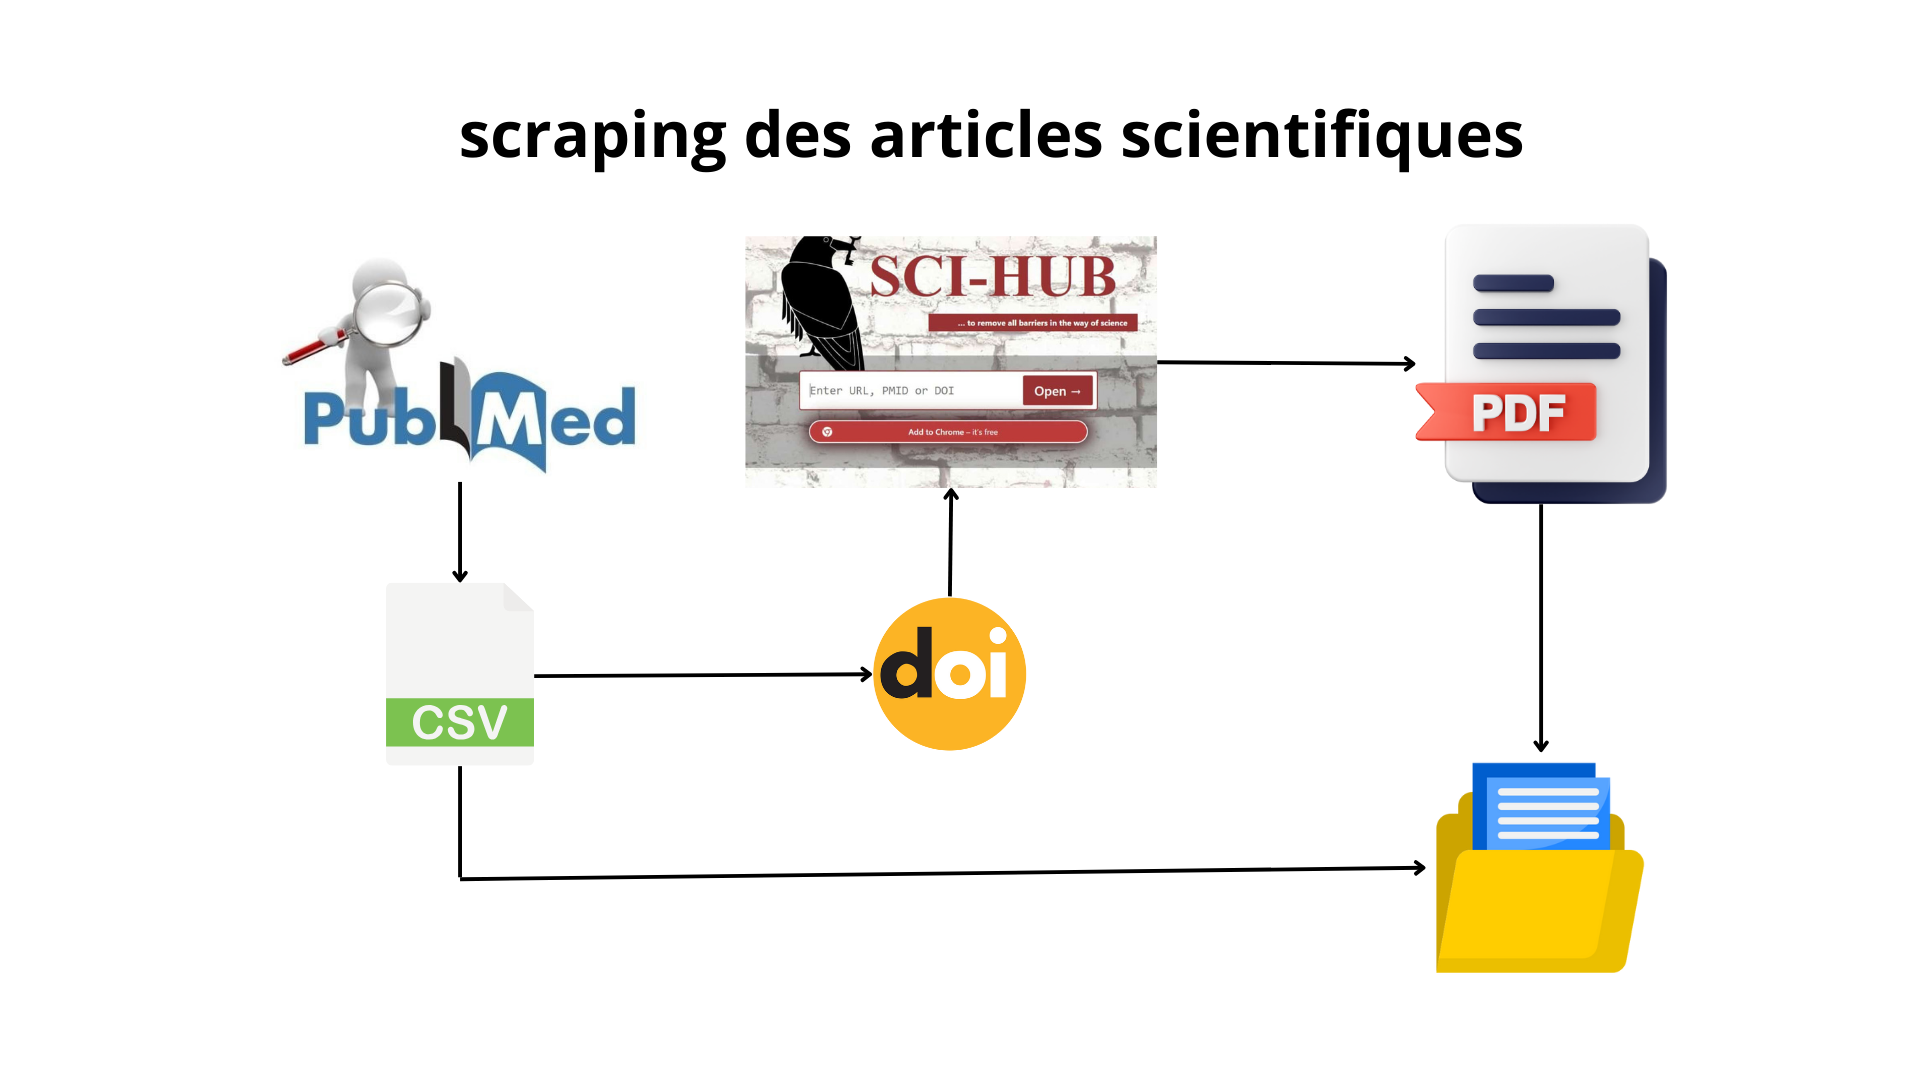 scraping des articles scientifiques
PubMed
SCI-HUB
... to remove all barriers in the way of science
Enter URL, PMID or DOI
Open →
Add to Chrome – it's free
PDF
CSV
doi